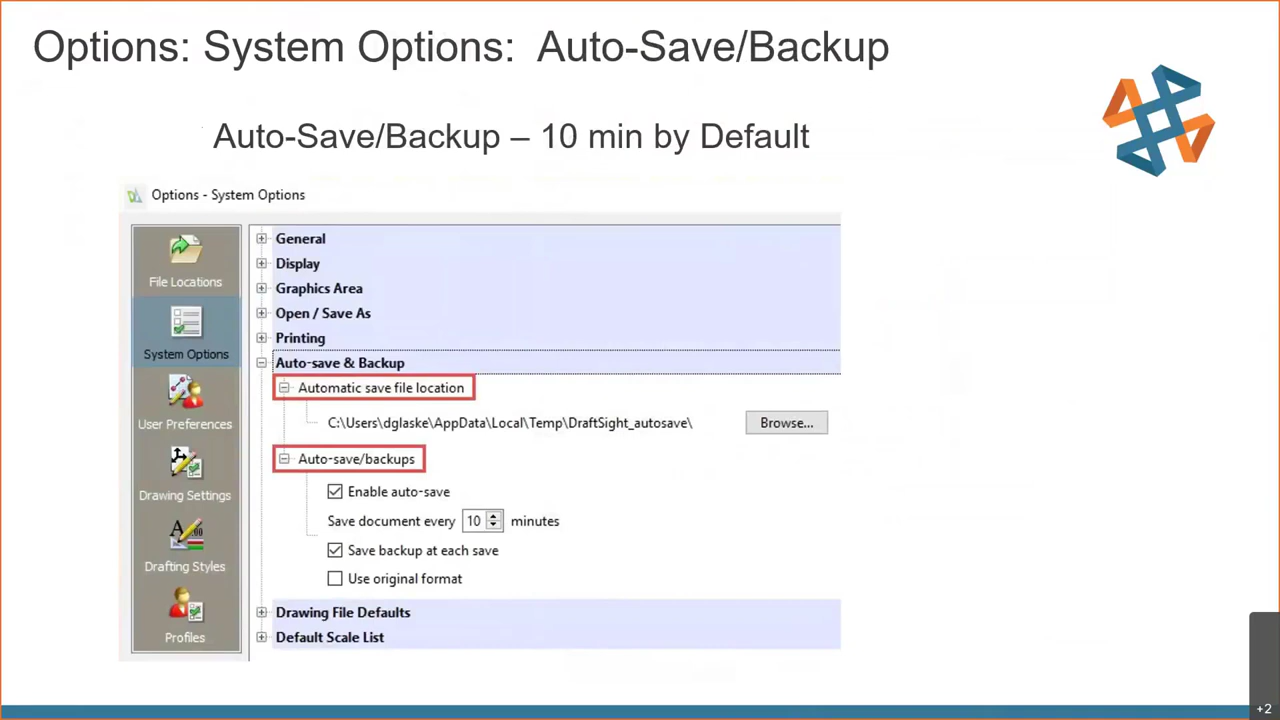 Options: System Options: Auto-Save/Backup
Auto-Save/Backup – 10 min by Default
Options - System Options
File Locations
System Options
User Preferences
Drawing Settings
Drafting Styles
Profiles
General
Display
Graphics Area
Open / Save As
Printing
Auto-save & Backup
Automatic save file location
C:\Users\dglaske\AppData\Local\Temp\DraftSight_autosave\ Browse...
Auto-save/backups
Enable auto-save
Save document every 10 minutes
Save backup at each save
Use original format
Drawing File Defaults
Default Scale List
+2